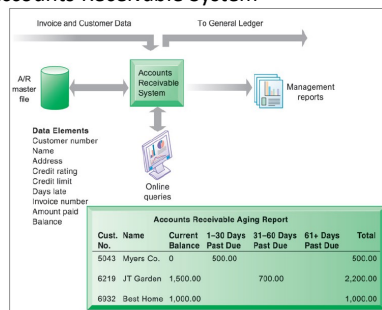 Accounts Receivable System
Invoice and Customer Data
To General Ledger
A/R
master
file
Accounts
Receivable
System
Management
reports
Data Elements
Customer number
Name
Address
Credit rating
Credit limit
Days late
Invoice number
Amount paid
Balance
Online
queries
Accounts Receivable Aging Report
Cust. Name Current 1–30 Days 31–60 Days 61+ Days Total
No. Balance Past Due Past Due Past Due
5043 Myers Co. 0 500.00 500.00
6219 JT Garden 1,500.00 700.00 2,200.00
6932 Best Home 1,000.00 1,000.00